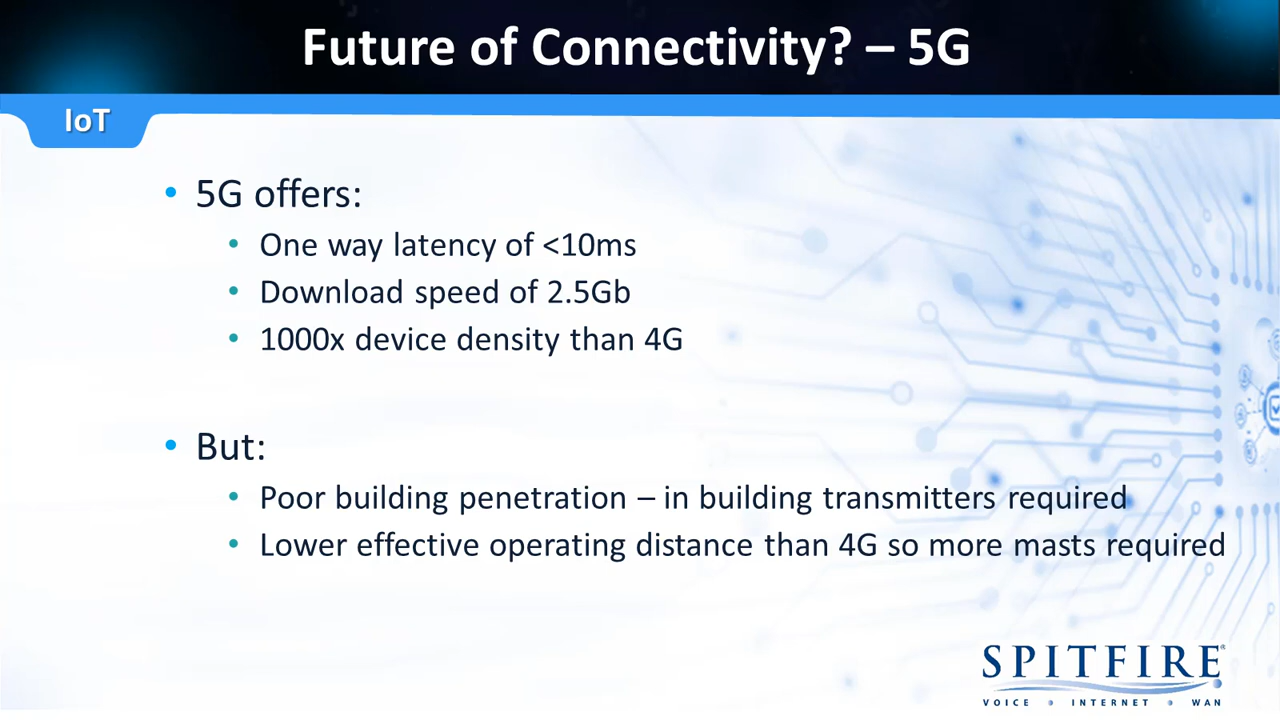 Future of Connectivity? – 5G
IoT
• 5G offers:
• One way latency of <10ms
• Download speed of 2.5Gb
• 1000x device density than 4G
• But:
• Poor building penetration – in building transmitters required
• Lower effective operating distance than 4G so more masts required
SPITFIRE®
VOICE • INTERNET • WAN